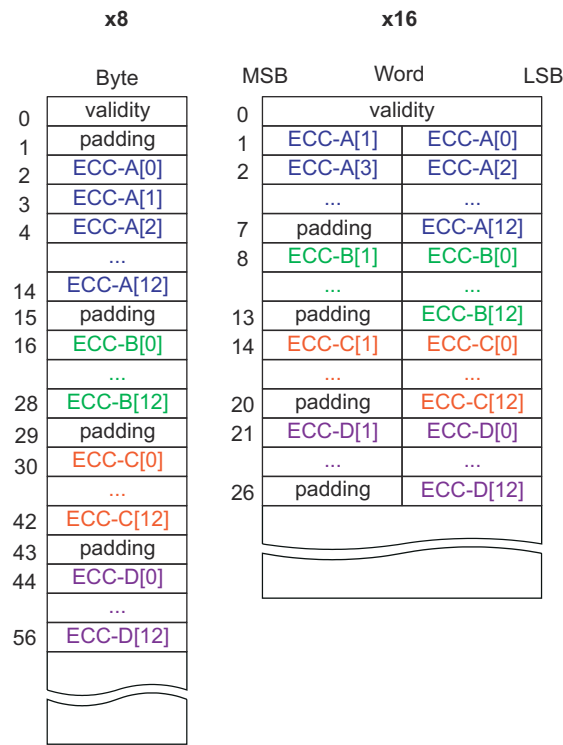 x8
Byte
0 validity
1 padding
2 ECC-A[0]
3 ECC-A[1]
4 ECC-A[2]
...
14 ECC-A[12]
15 padding
16 ECC-B[0]
...
28 ECC-B[12]
29 padding
30 ECC-C[0]
...
42 ECC-C[12]
43 padding
44 ECC-D[0]
...
56 ECC-D[12]
x16
MSB Word LSB
0 validity
1 ECC-A[1] ECC-A[0]
2 ECC-A[3] ECC-A[2]
... ...
7 padding ECC-A[12]
8 ECC-B[1] ECC-B[0]
... ...
13 padding ECC-B[12]
14 ECC-C[1] ECC-C[0]
... ...
20 padding ECC-C[12]
21 ECC-D[1] ECC-D[0]
... ...
26 padding ECC-D[12]